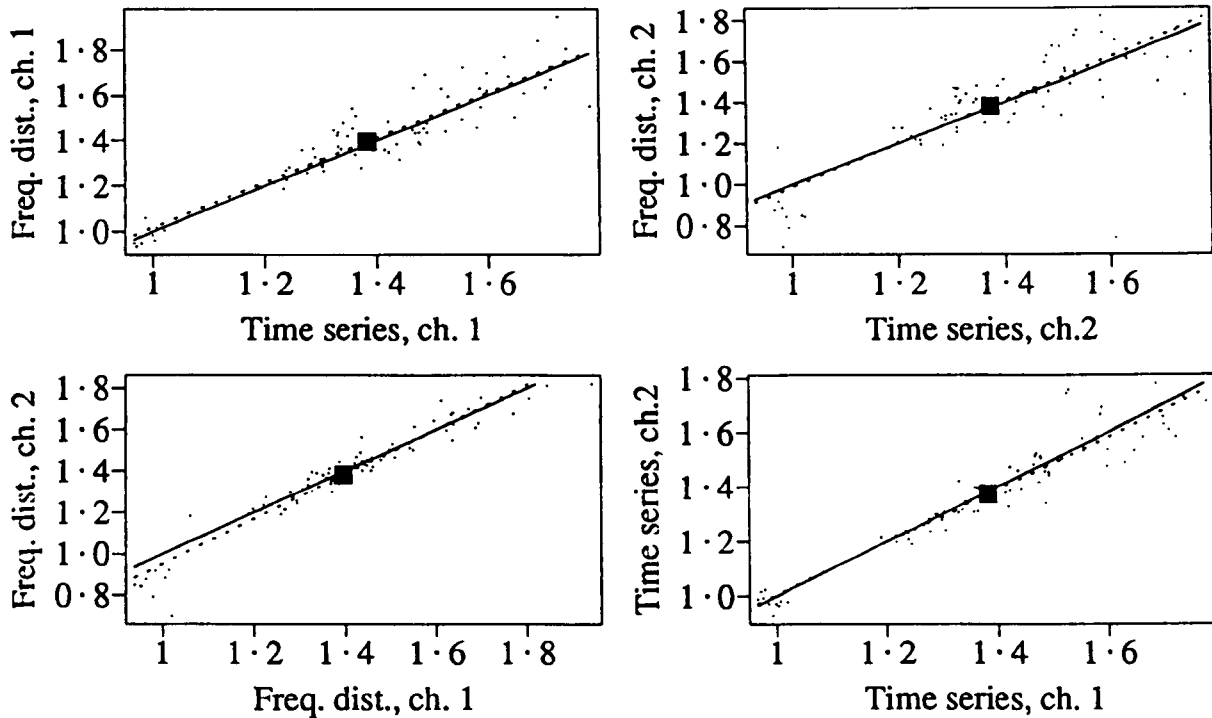 Freq. dist., ch. 1
1·8
1·6
1·4
1·2
1·0
1 1·2 1·4 1·6
Time series, ch. 1
Freq. dist., ch. 2
1·8
1·6
1·4
1·2
1·0
0·8
1 1·2 1·4 1·6
Time series, ch.2
Freq. dist., ch. 2
1·8
1·6
1·4
1·2
1·0
0·8
1 1·2 1·4 1·6 1·8
Freq. dist., ch. 1
Time series, ch.2
1·8
1·6
1·4
1·2
1·0
1 1·2 1·4 1·6
Time series, ch. 1